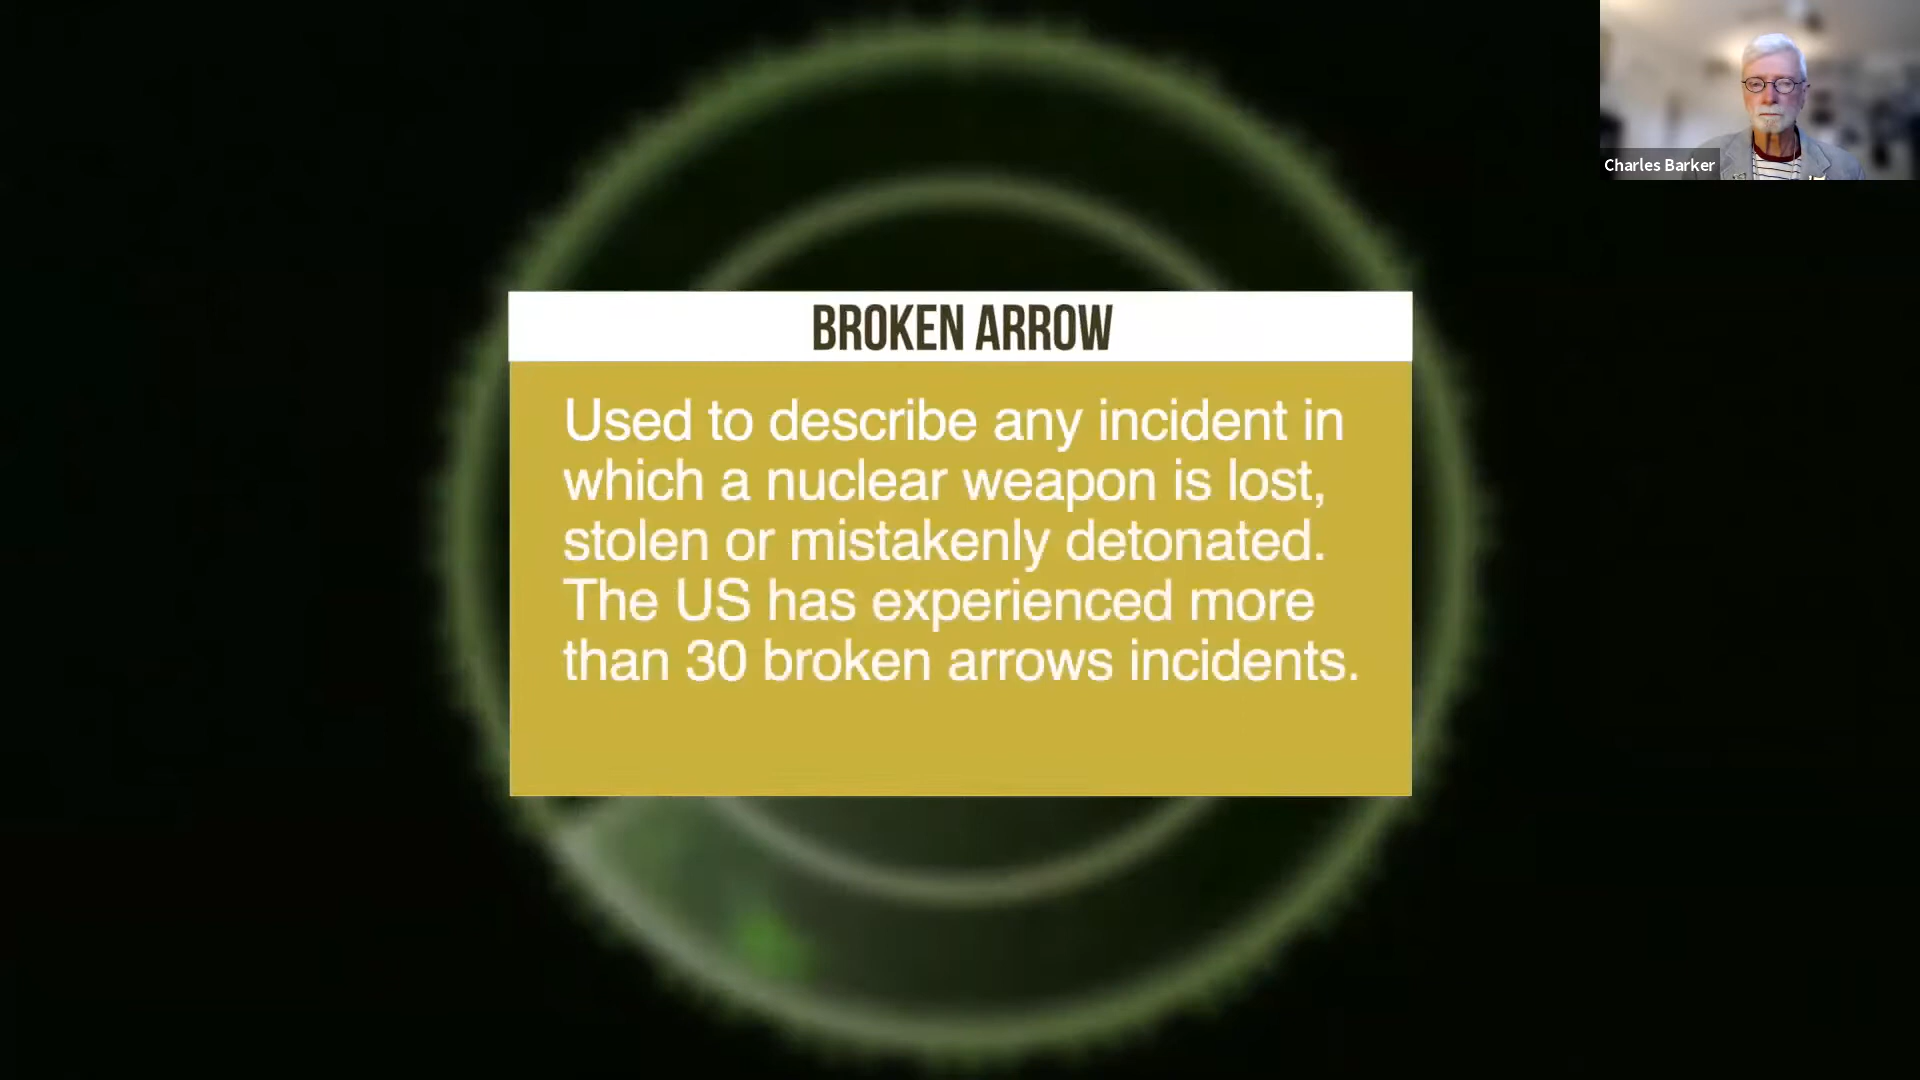 BROKEN ARROW
Used to describe any incident in
which a nuclear weapon is lost,
stolen or mistakenly detonated.
The US has experienced more
than 30 broken arrows incidents.
Charles Barker